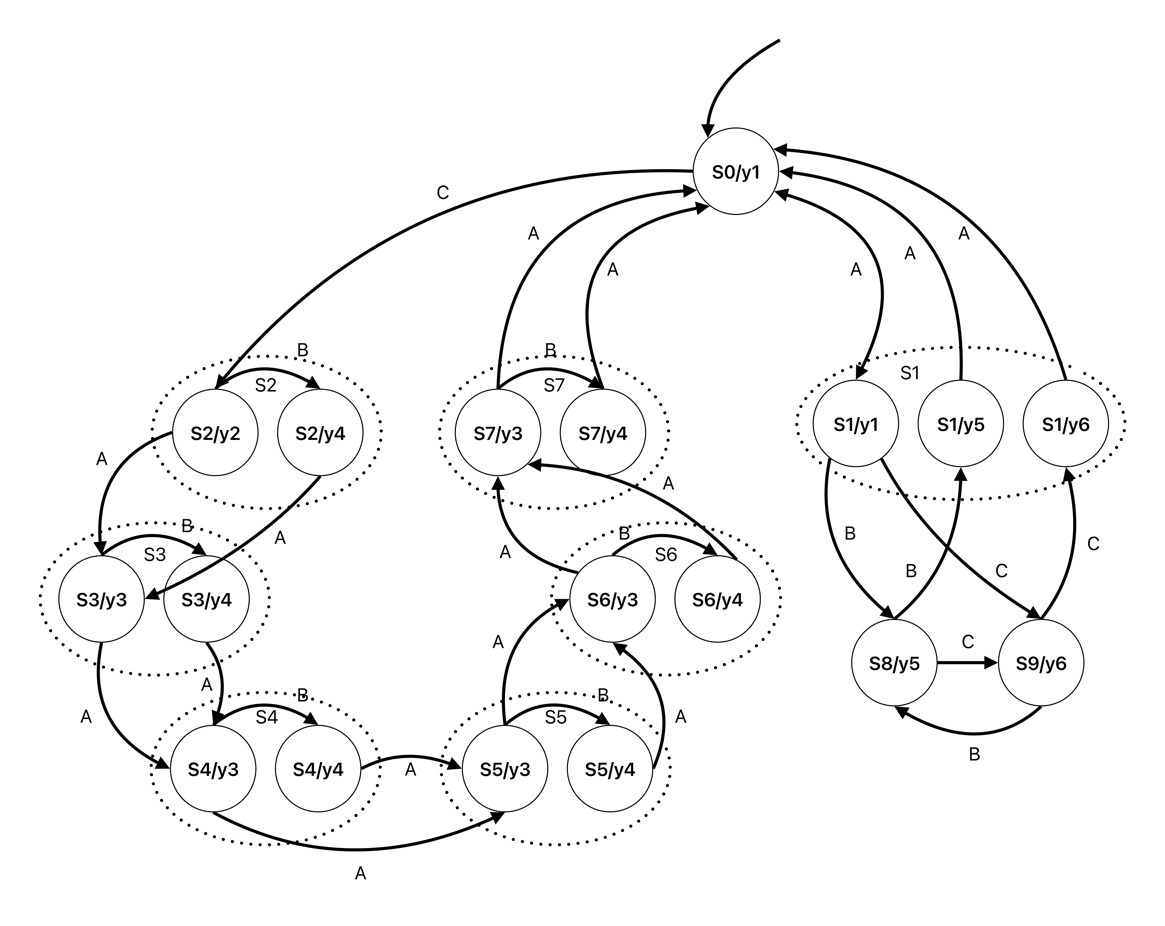 S0/y1
C
A
A
A
A
A
B
S2
B
S7
S1
S2/y2
S2/y4
S7/y3
S7/y4
S1/y1
S1/y5
S1/y6
A
A
A
A
B
S3
B
S6
B
B
C
C
S3/y3
S3/y4
S6/y3
S6/y4
A
A
A
A
B
S4
B
S5
C
S8/y5
S9/y6
B
S4/y3
S4/y4
A
S5/y3
S5/y4
A